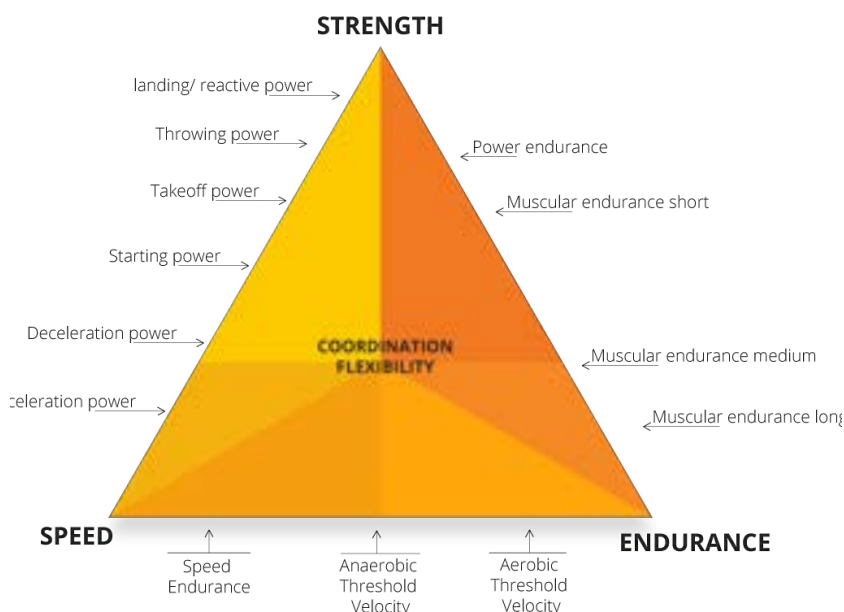 STRENGTH
landing/ reactive power
Throwing power
Power endurance
Takeoff power
Muscular endurance short
Starting power
Deceleration power
COORDINATION
FLEXIBILITY
Muscular endurance medium
celeration power
Muscular endurance long
SPEED
ENDURANCE
Speed
Endurance
Anaerobic
Threshold
Velocity
Aerobic
Threshold
Velocity